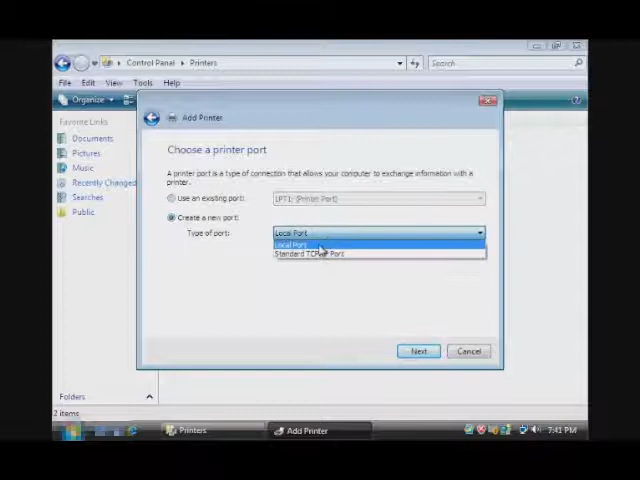 Control Panel ▸ Printers
Search
File Edit View Tools Help
Organize
Favorite Links
Documents
Pictures
Music
Recently Changed
Searches
Public
Folders
2 items
Add Printer
Choose a printer port
A printer port is a type of connection that allows your computer to exchange information with a
printer.
Use an existing port:
LPT1: (Printer Port)
Create a new port:
Type of port:
Local Port
Local Port
Standard TCP/IP Port
Next
Cancel
Printers
Add Printer
7:41 PM